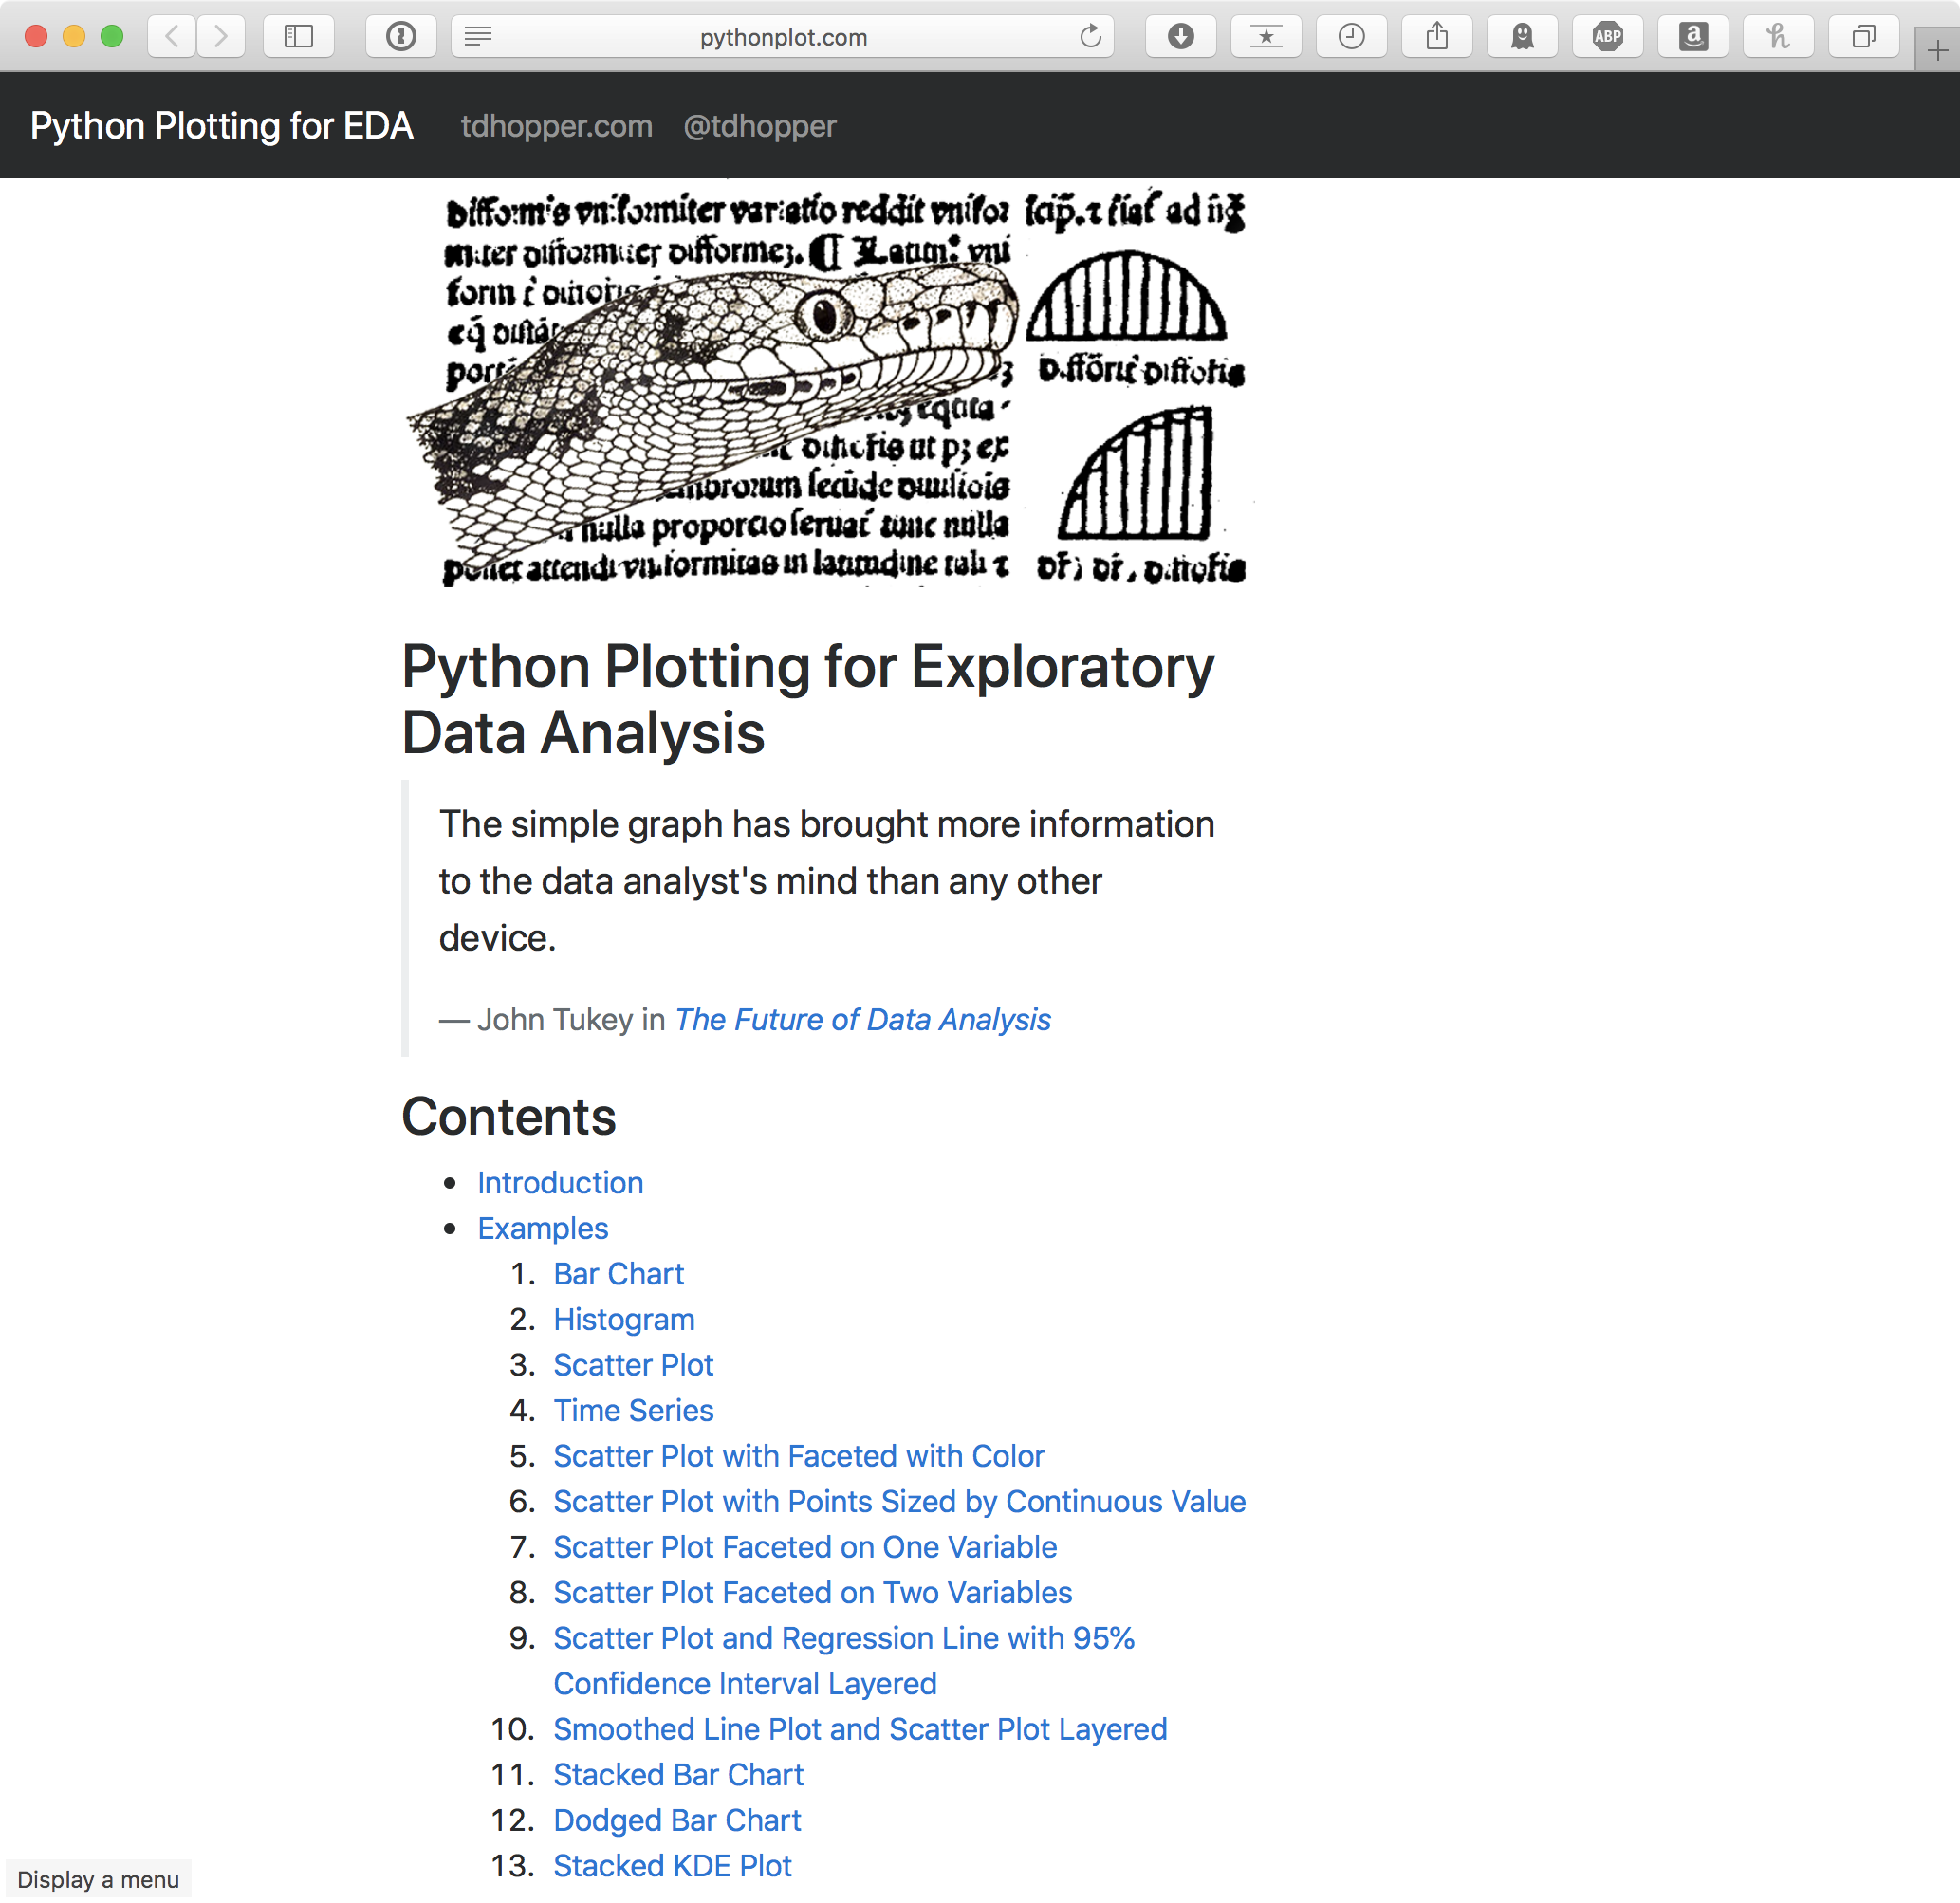 pythonplot.com
ABP
Python Plotting for EDA tdhopper.com @tdhopper
Python Plotting for Exploratory
Data Analysis
The simple graph has brought more information
to the data analyst's mind than any other
device.
— John Tukey in The Future of Data Analysis
Contents
• Introduction
• Examples
1. Bar Chart
2. Histogram
3. Scatter Plot
4. Time Series
5. Scatter Plot with Faceted with Color
6. Scatter Plot with Points Sized by Continuous Value
7. Scatter Plot Faceted on One Variable
8. Scatter Plot Faceted on Two Variables
9. Scatter Plot and Regression Line with 95%
Confidence Interval Layered
10. Smoothed Line Plot and Scatter Plot Layered
11. Stacked Bar Chart
12. Dodged Bar Chart
13. Stacked KDE Plot
Display a menu